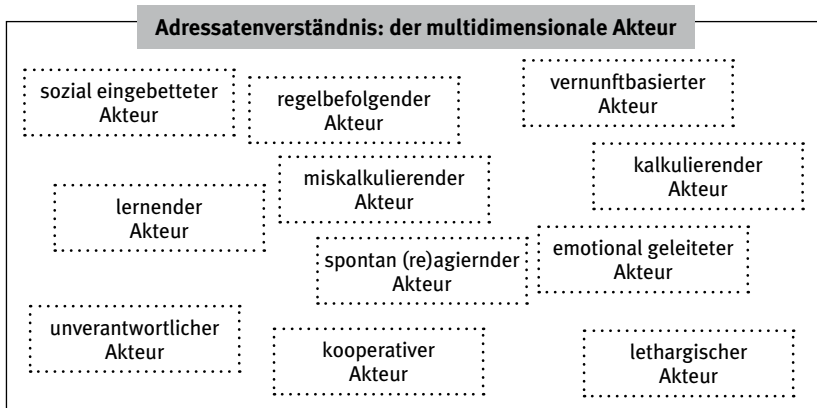 Adressatenverständnis: der multidimensionale Akteur
sozial eingebetteter
Akteur
regelbefolgender
Akteur
vernunftbasierter
Akteur
miskalkulierender
Akteur
kalkulierender
Akteur
lernender
Akteur
spontan (re)agiernder
Akteur
emotional geleiteter
Akteur
unverantwortlicher
Akteur
kooperativer
Akteur
lethargischer
Akteur